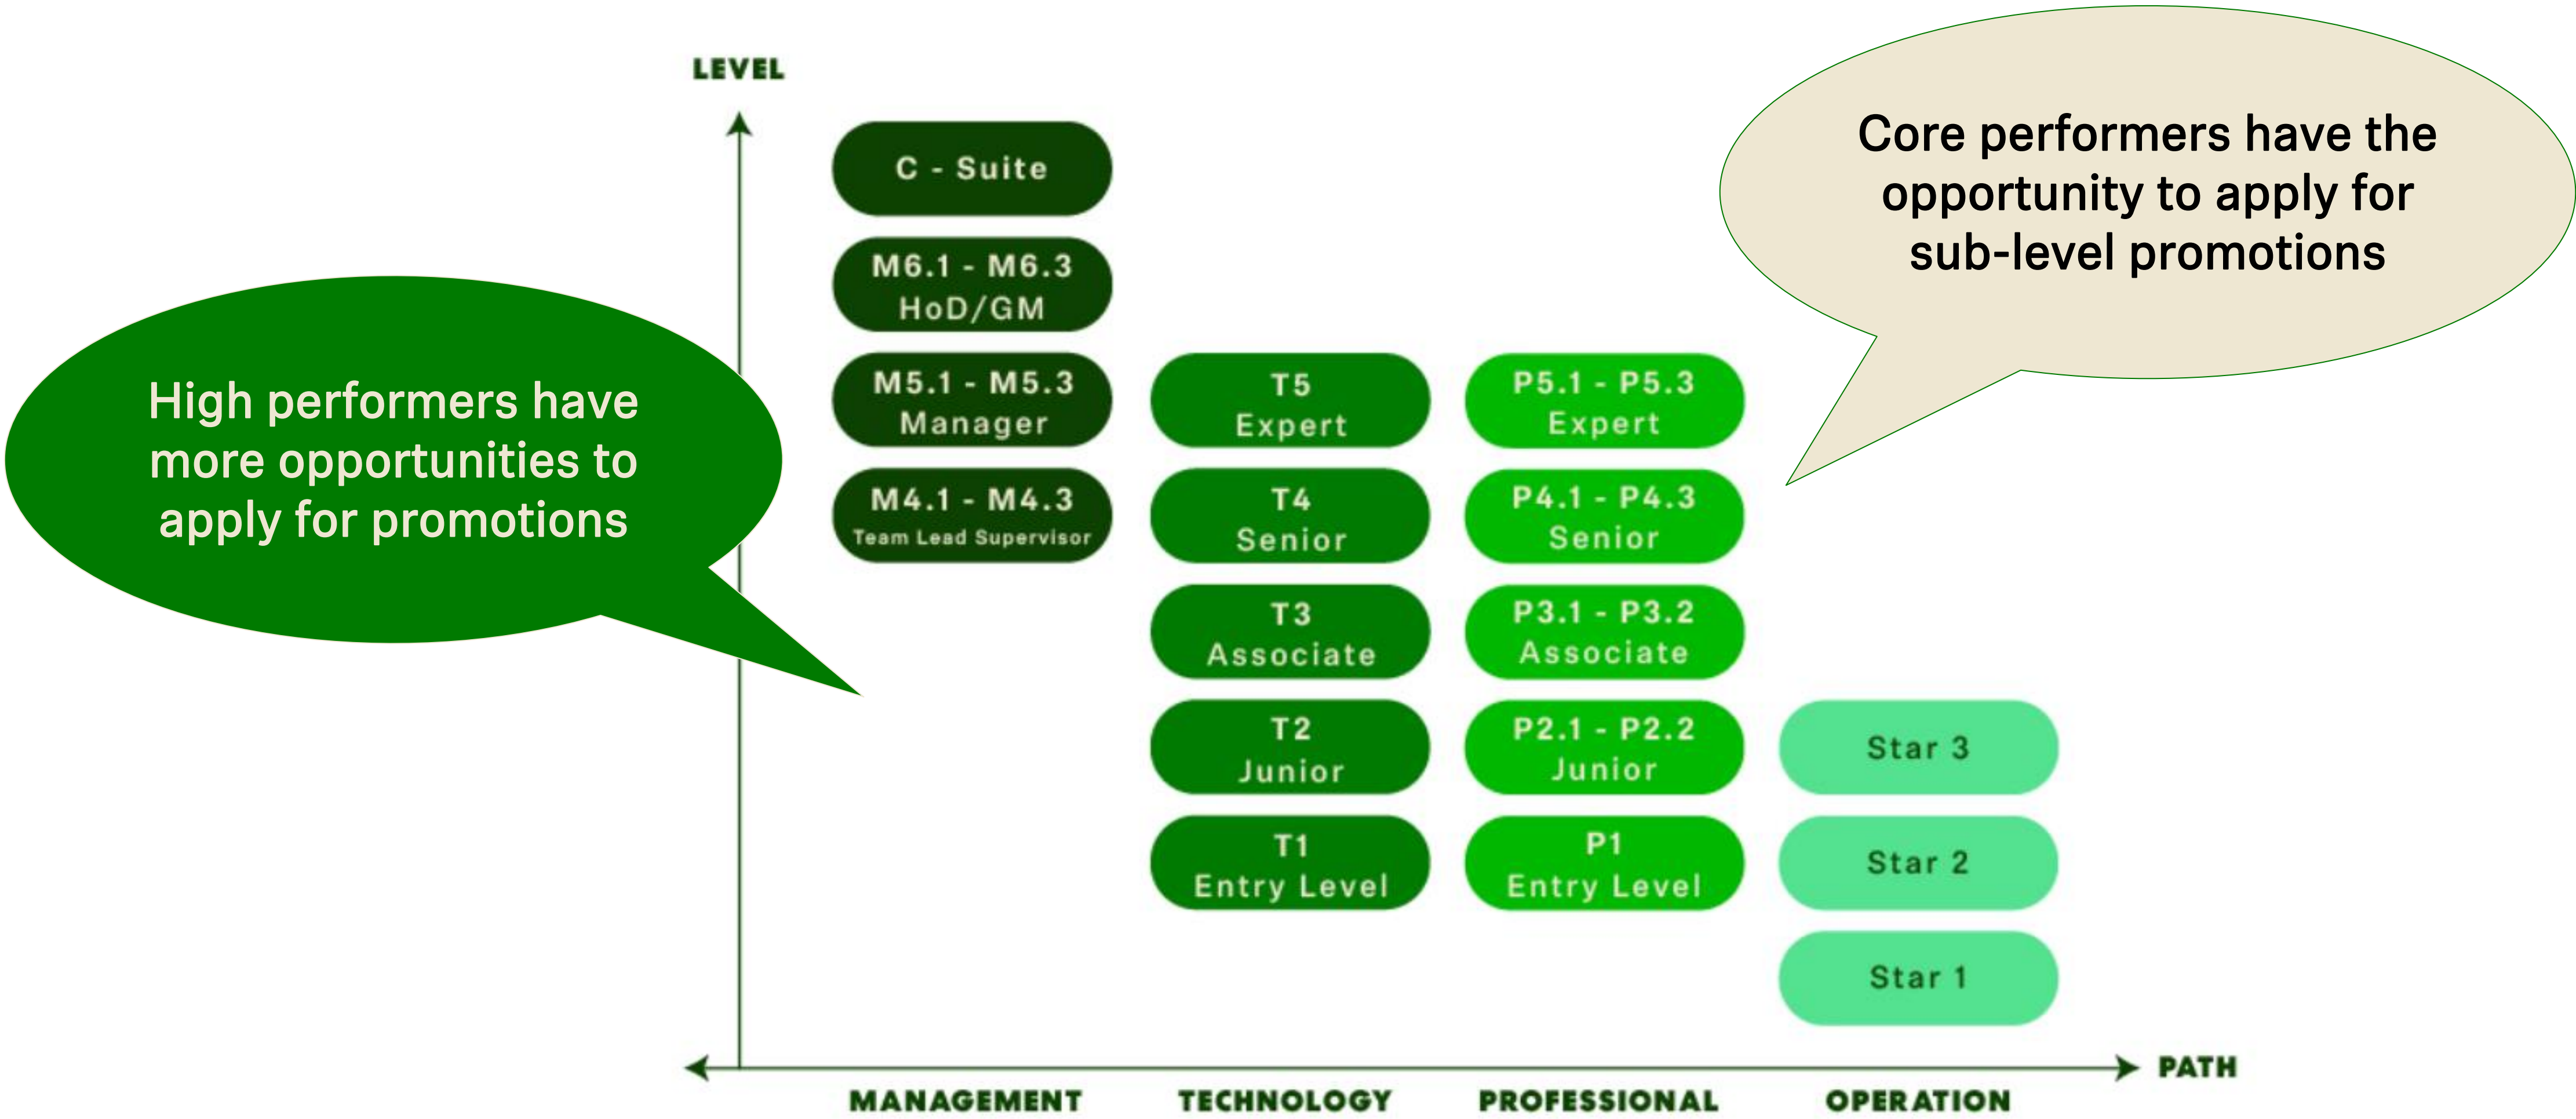 LEVEL
Core performers have the
opportunity to apply for
sub-level promotions
High performers have
more opportunities to
apply for promotions
C - Suite
M6.1 - M6.3
HoD/GM
M5.1 - M5.3
Manager
M4.1 - M4.3
Team Lead Supervisor
T5
Expert
T4
Senior
T3
Associate
T2
Junior
T1
Entry Level
P5.1 - P5.3
Expert
P4.1 - P4.3
Senior
P3.1 - P3.2
Associate
P2.1 - P2.2
Junior
P1
Entry Level
Star 3
Star 2
Star 1
PATH
MANAGEMENT
TECHNOLOGY
PROFESSIONAL
OPERATION